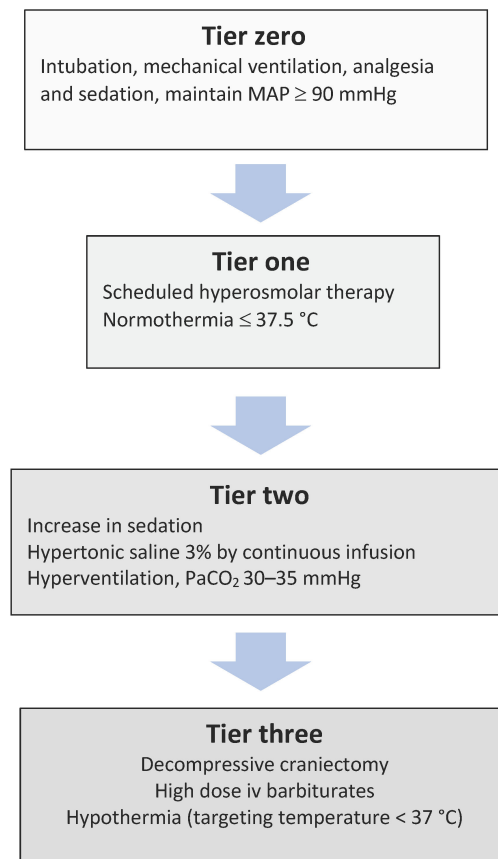 Tier zero
Intubation, mechanical ventilation, analgesia
and sedation, maintain MAP ≥ 90 mmHg
Tier one
Scheduled hyperosmolar therapy
Normothermia ≤ 37.5 °C
Tier two
Increase in sedation
Hypertonic saline 3% by continuous infusion
Hyperventilation, PaCO₂ 30–35 mmHg
Tier three
Decompressive craniectomy
High dose iv barbiturates
Hypothermia (targeting temperature < 37 °C)